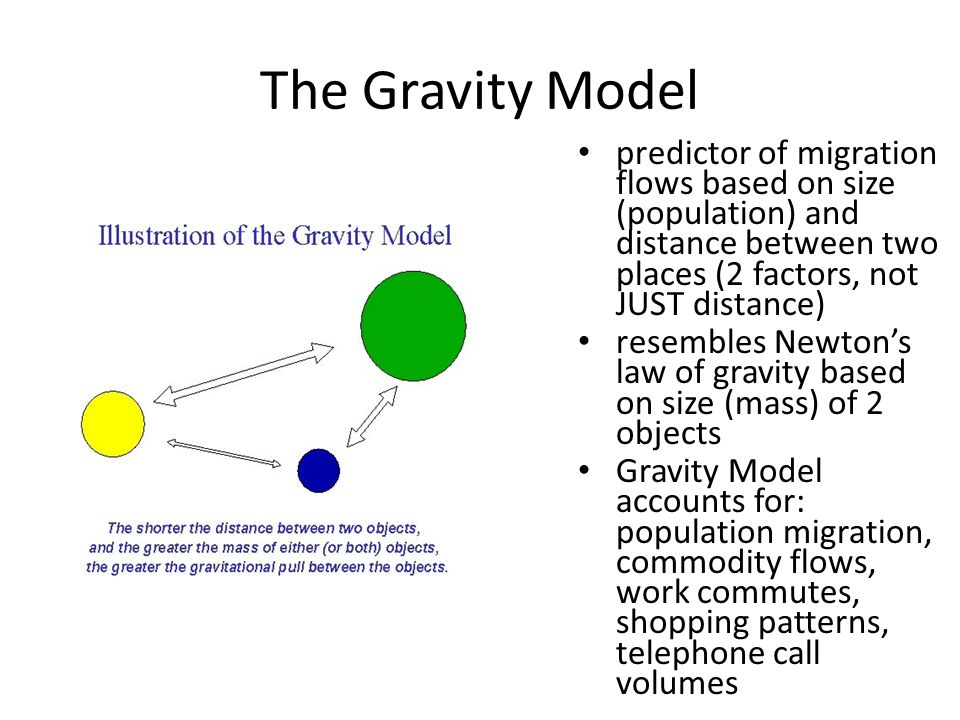 The Gravity Model
Illustration of the Gravity Model
The shorter the distance between two objects,
and the greater the mass of either (or both) objects,
the greater the gravitational pull between the objects.
• predictor of migration
flows based on size
(population) and
distance between two
places (2 factors, not
JUST distance)
• resembles Newton’s
law of gravity based
on size (mass) of 2
objects
• Gravity Model
accounts for:
population migration,
commodity flows,
work commutes,
shopping patterns,
telephone call
volumes